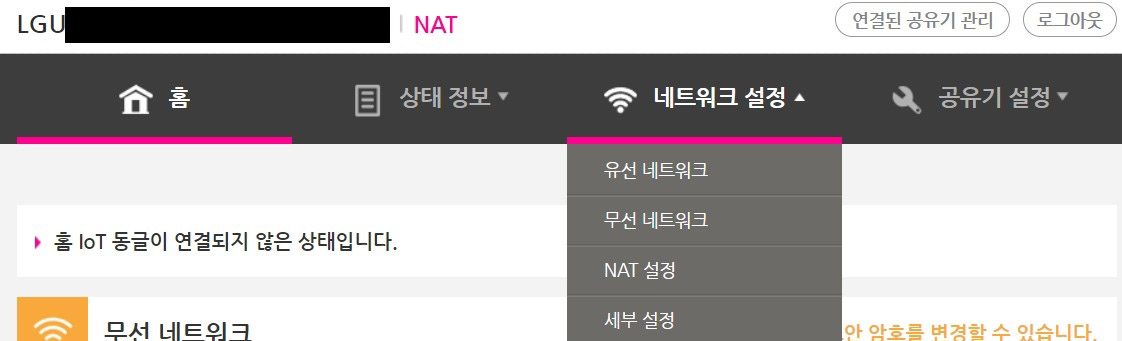 LGU
NAT
연결된 공유기 관리
로그아웃
홈
상태 정보
네트워크 설정
공유기 설정
유선 네트워크
무선 네트워크
NAT 설정
세부 설정
홈 IoT 동글이 연결되지 않은 상태입니다.
무선 네트워크
안 암호를 변경할 수 있습니다.